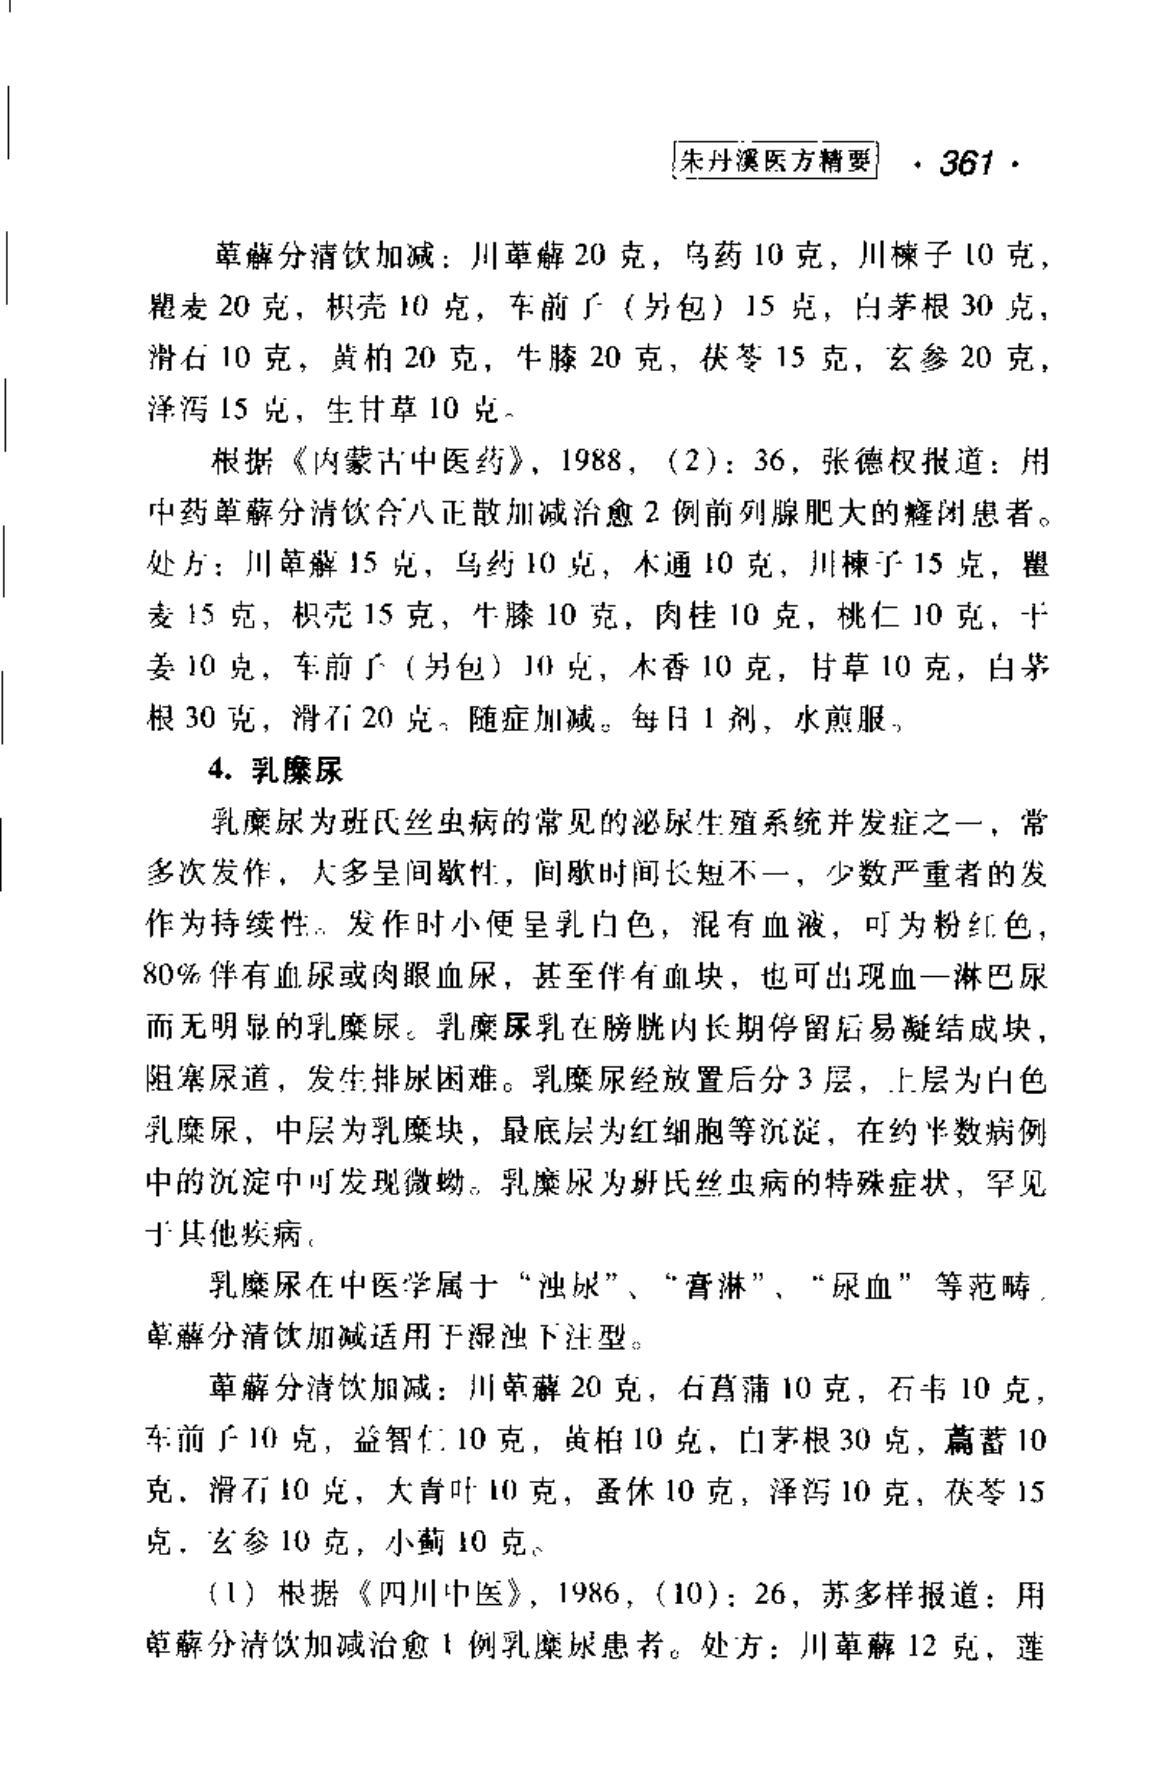 朱丹溪医方精要 · 361 ·
萆薢分清饮加减：川萆薢 20 克，乌药 10 克，川楝子 10 克，
瞿麦 20 克，枳壳 10 克，车前子（另包）15 克，白茅根 30 克，
滑石 10 克，黄柏 20 克，牛膝 20 克，茯苓 15 克，玄参 20 克，
泽泻 15 克，生甘草 10 克。
根据《内蒙古中医药》，1988，（2）：36，张德权报道：用
中药萆薢分清饮合八正散加减治愈 2 例前列腺肥大的癃闭患者。
处方：川萆薢 15 克，乌药 10 克，木通 10 克，川楝子 15 克，瞿
麦 15 克，枳壳 15 克，牛膝 10 克，肉桂 10 克，桃仁 10 克，干
姜 10 克，车前子（另包）10 克，木香 10 克，甘草 10 克，白茅
根 30 克，滑石 20 克。随症加减。每日 1 剂，水煎服。
4. 乳糜尿
乳糜尿为班氏丝虫病的常见的泌尿生殖系统并发症之一，常
多次发作，大多呈间歇性，间歇时间长短不一，少数严重者的发
作为持续性。发作时小便呈乳白色，混有血液，可为粉红色，
80%伴有血尿或肉眼血尿，甚至伴有血块，也可出现血—淋巴尿
而无明显的乳糜尿。乳糜尿乳在膀胱内长期停留后易凝结成块，
阻塞尿道，发生排尿困难。乳糜尿经放置后分 3 层，上层为白色
乳糜尿，中层为乳糜块，最底层为红细胞等沉淀，在约半数病例
中的沉淀中可发现微蚴。乳糜尿为班氏丝虫病的特殊症状，罕见
于其他疾病。
乳糜尿在中医学属于“浊尿”、“膏淋”、“尿血”等范畴，
萆薢分清饮加减适用于湿浊下注型。
萆薢分清饮加减：川萆薢 20 克，石菖蒲 10 克，石韦 10 克，
车前子 10 克，益智仁 10 克，黄柏 10 克，白茅根 30 克，萹蓄 10
克，滑石 10 克，大青叶 10 克，蚤休 10 克，泽泻 10 克，茯苓 15
克，玄参 10 克，小蓟 10 克。
（1）根据《四川中医》，1986，（10）：26，苏多样报道：用
萆薢分清饮加减治愈 1 例乳糜尿患者。处方：川萆薢 12 克，莲